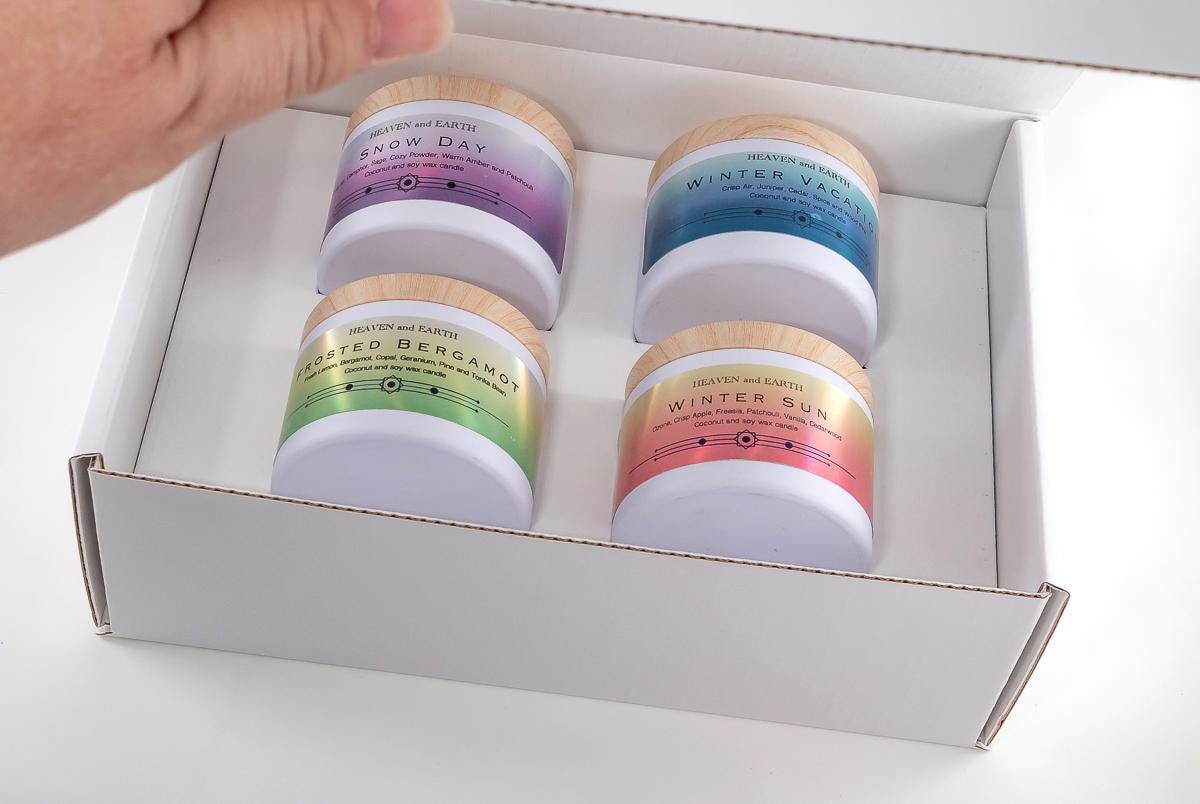 HEAVEN and EARTH
SNOW DAY
Camphor, Sage, Cozy Powder, Warm Amber and Patchouli
Coconut and soy wax candle
HEAVEN and EARTH
WINTER VACATIO
Crisp Air, Juniper, Cedar, Spice and
Coconut and soy wax candle
HEAVEN and EARTH
FROSTED BERGAMOT
Fresh Lemon, Bergamot, Copal, Geranium, Pine and Tonka Bean
Coconut and soy wax candle
HEAVEN and EARTH
WINTER SUN
Ozone, Crisp Apple, Freesia, Patchouli, Vanilla, Cedarwood
Coconut and soy wax candle